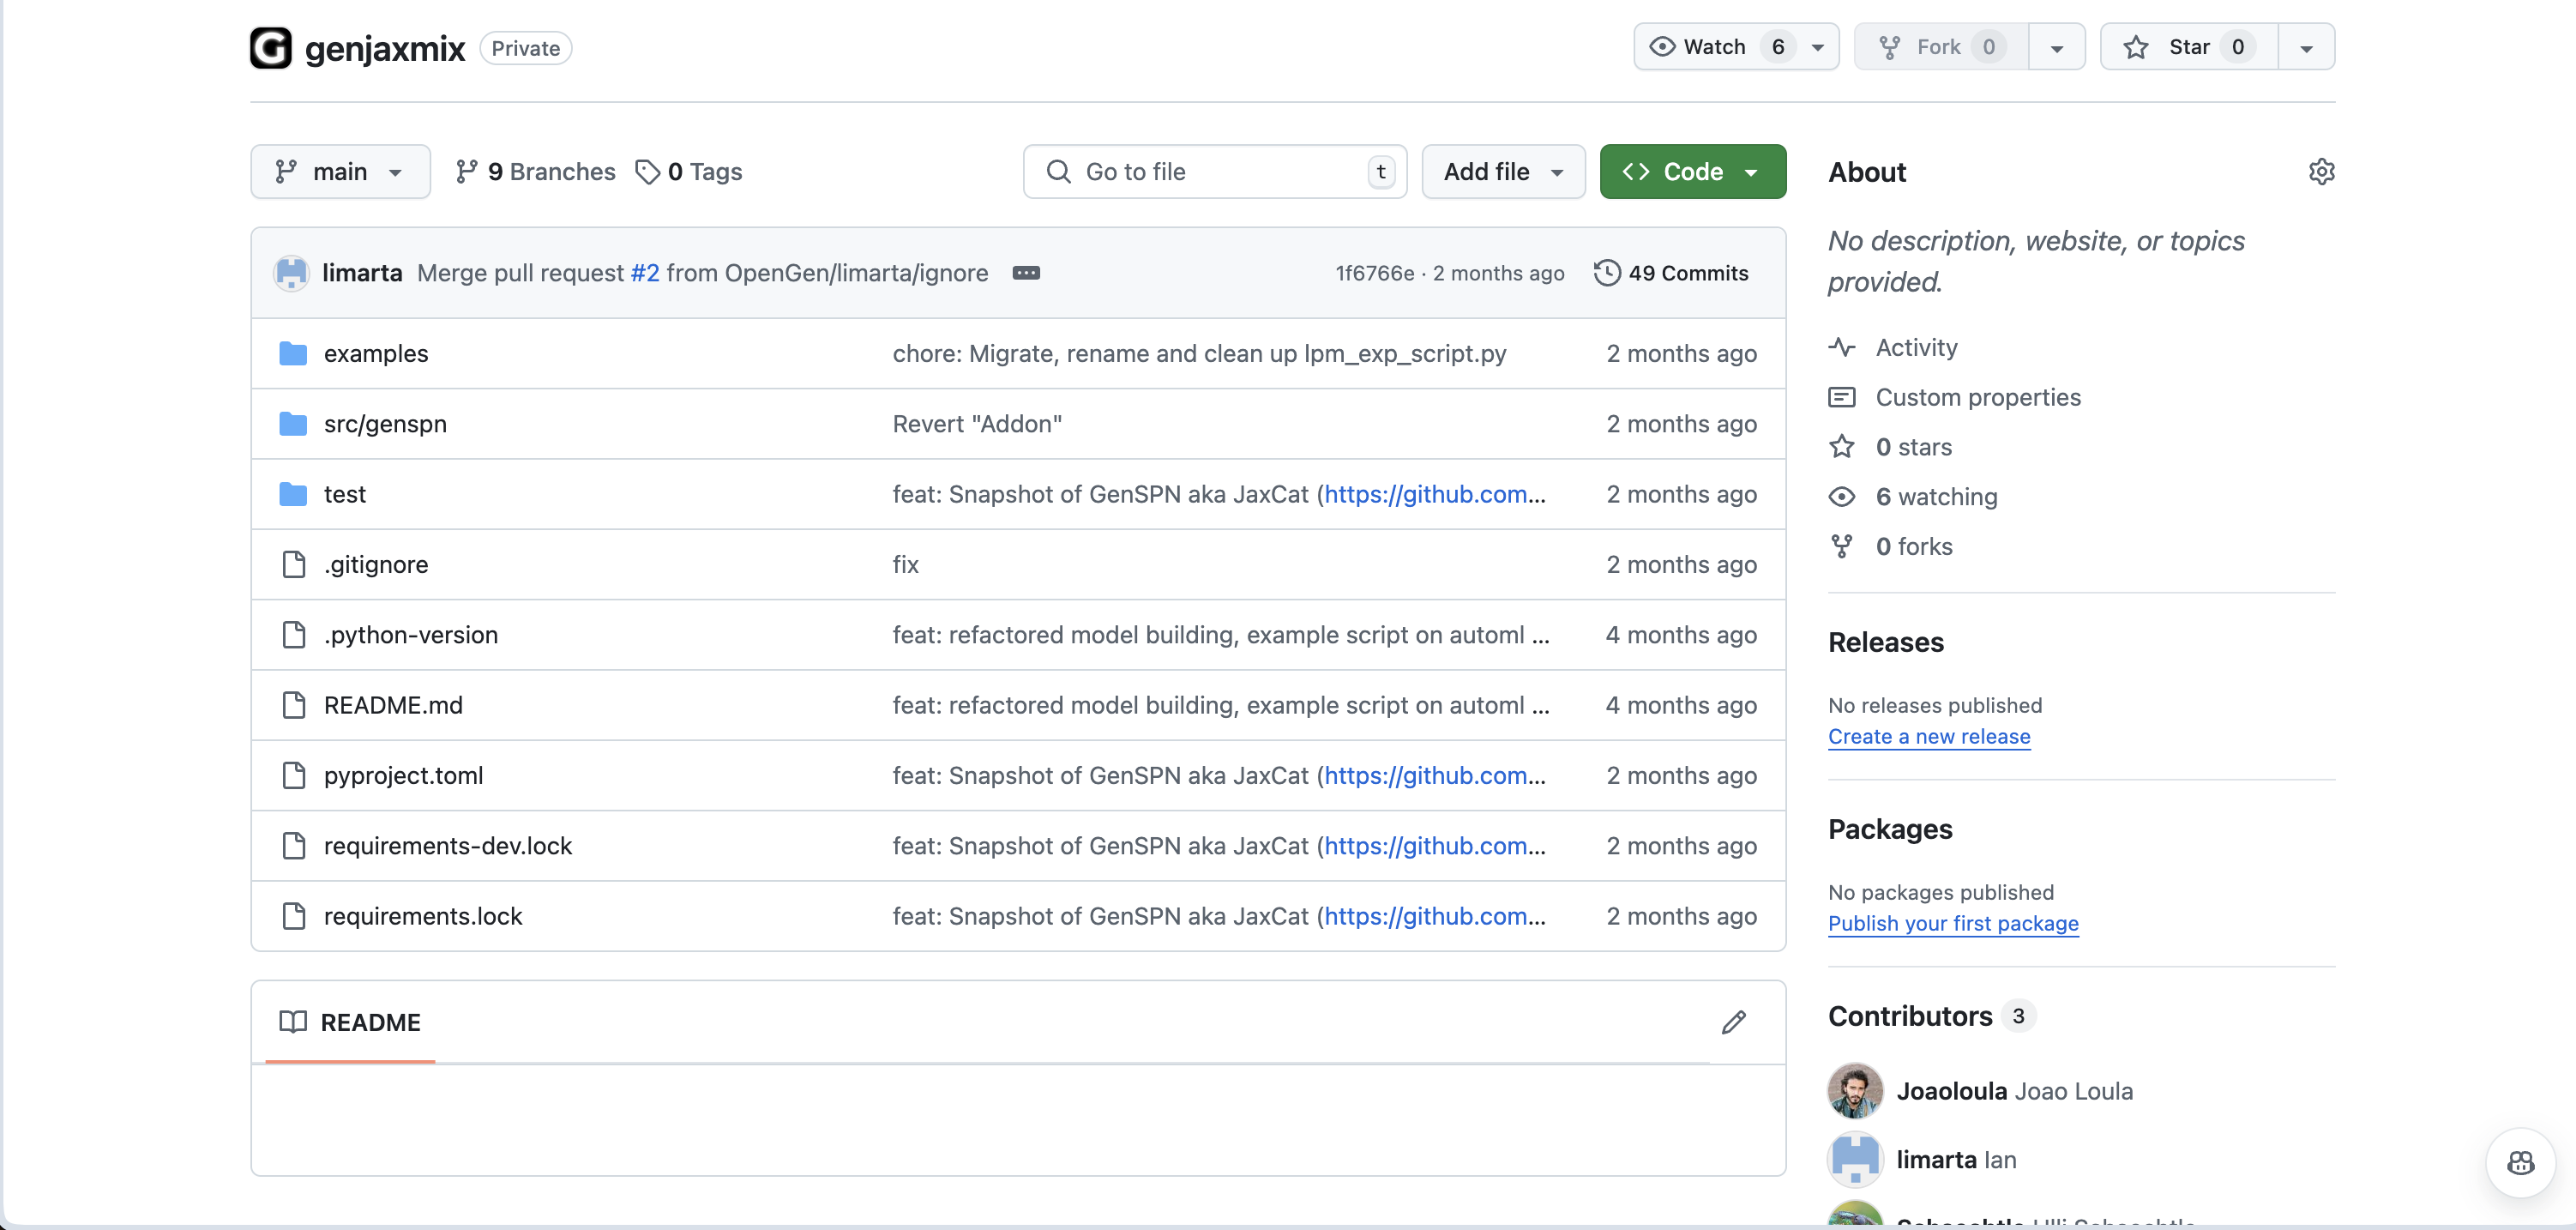 genjaxmix Private Watch 6 Fork 0 Star 0
main 9 Branches 0 Tags Go to file t Add file Code
limarta Merge pull request #2 from OpenGen/limarta/ignore 1f6766e · 2 months ago 49 Commits
examples chore: Migrate, rename and clean up lpm_exp_script.py 2 months ago
src/genspn Revert "Addon" 2 months ago
test feat: Snapshot of GenSPN aka JaxCat (https://github.com... 2 months ago
.gitignore fix 2 months ago
.python-version feat: refactored model building, example script on automl ... 4 months ago
README.md feat: refactored model building, example script on automl ... 4 months ago
pyproject.toml feat: Snapshot of GenSPN aka JaxCat (https://github.com... 2 months ago
requirements-dev.lock feat: Snapshot of GenSPN aka JaxCat (https://github.com... 2 months ago
requirements.lock feat: Snapshot of GenSPN aka JaxCat (https://github.com... 2 months ago
README
About
No description, website, or topics
provided.
Activity
Custom properties
0 stars
6 watching
0 forks
Releases
No releases published
Create a new release
Packages
No packages published
Publish your first package
Contributors 3
Joaoloula Joao Loula
limarta Ian